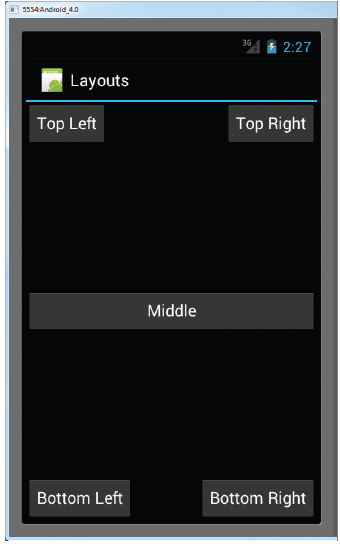 5554:Android_4.0
3G 2:27
Layouts
Top Left Top Right
Middle
Bottom Left Bottom Right